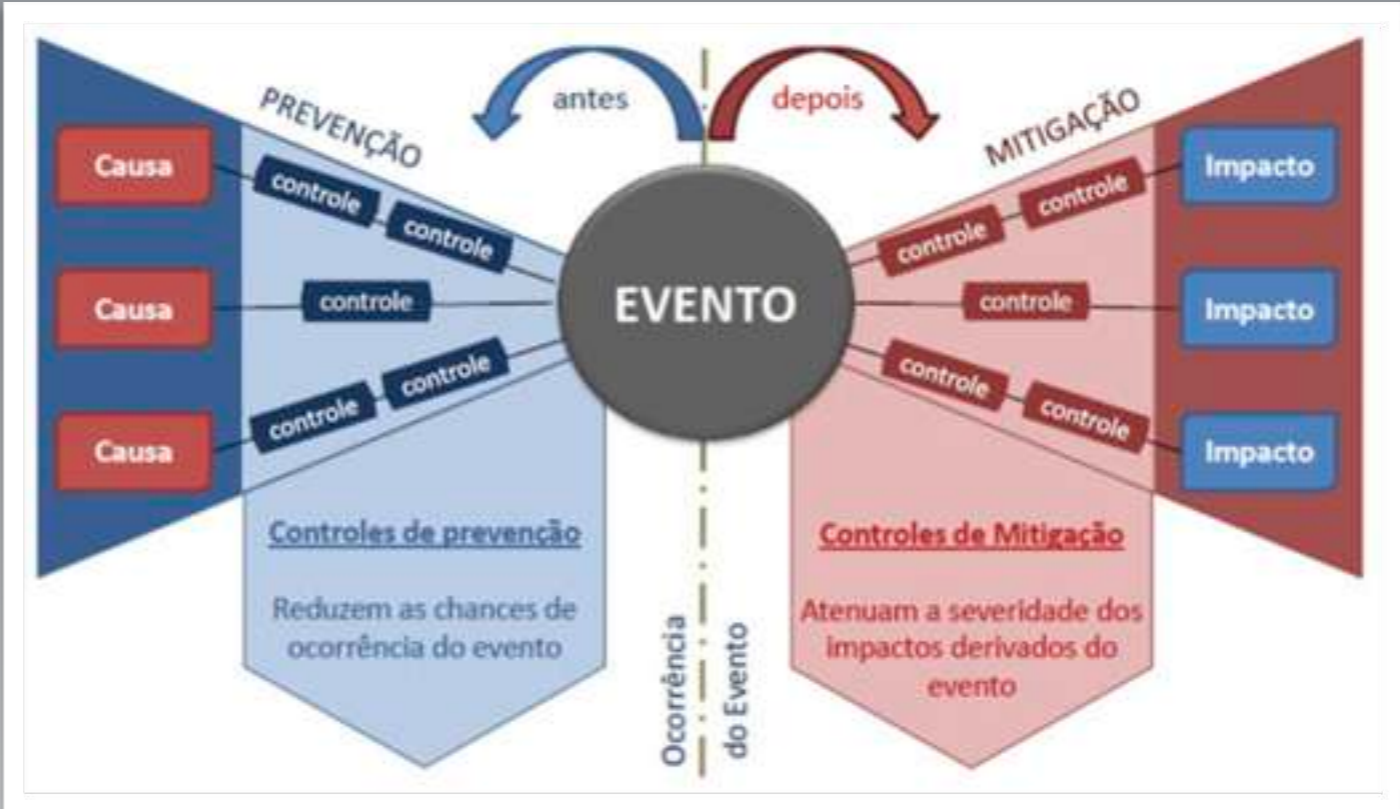 antes
depois
PREVENÇÃO
MITIGAÇÃO
Causa
controle
controle
controle
controle
Impacto
Causa
controle
EVENTO
controle
Impacto
Causa
controle
controle
controle
controle
Impacto
Controles de prevenção
Reduzem as chances de
ocorrência do evento
Ocorrência
do Evento
Controles de Mitigação
Atenuam a severidade dos
impactos derivados do
evento